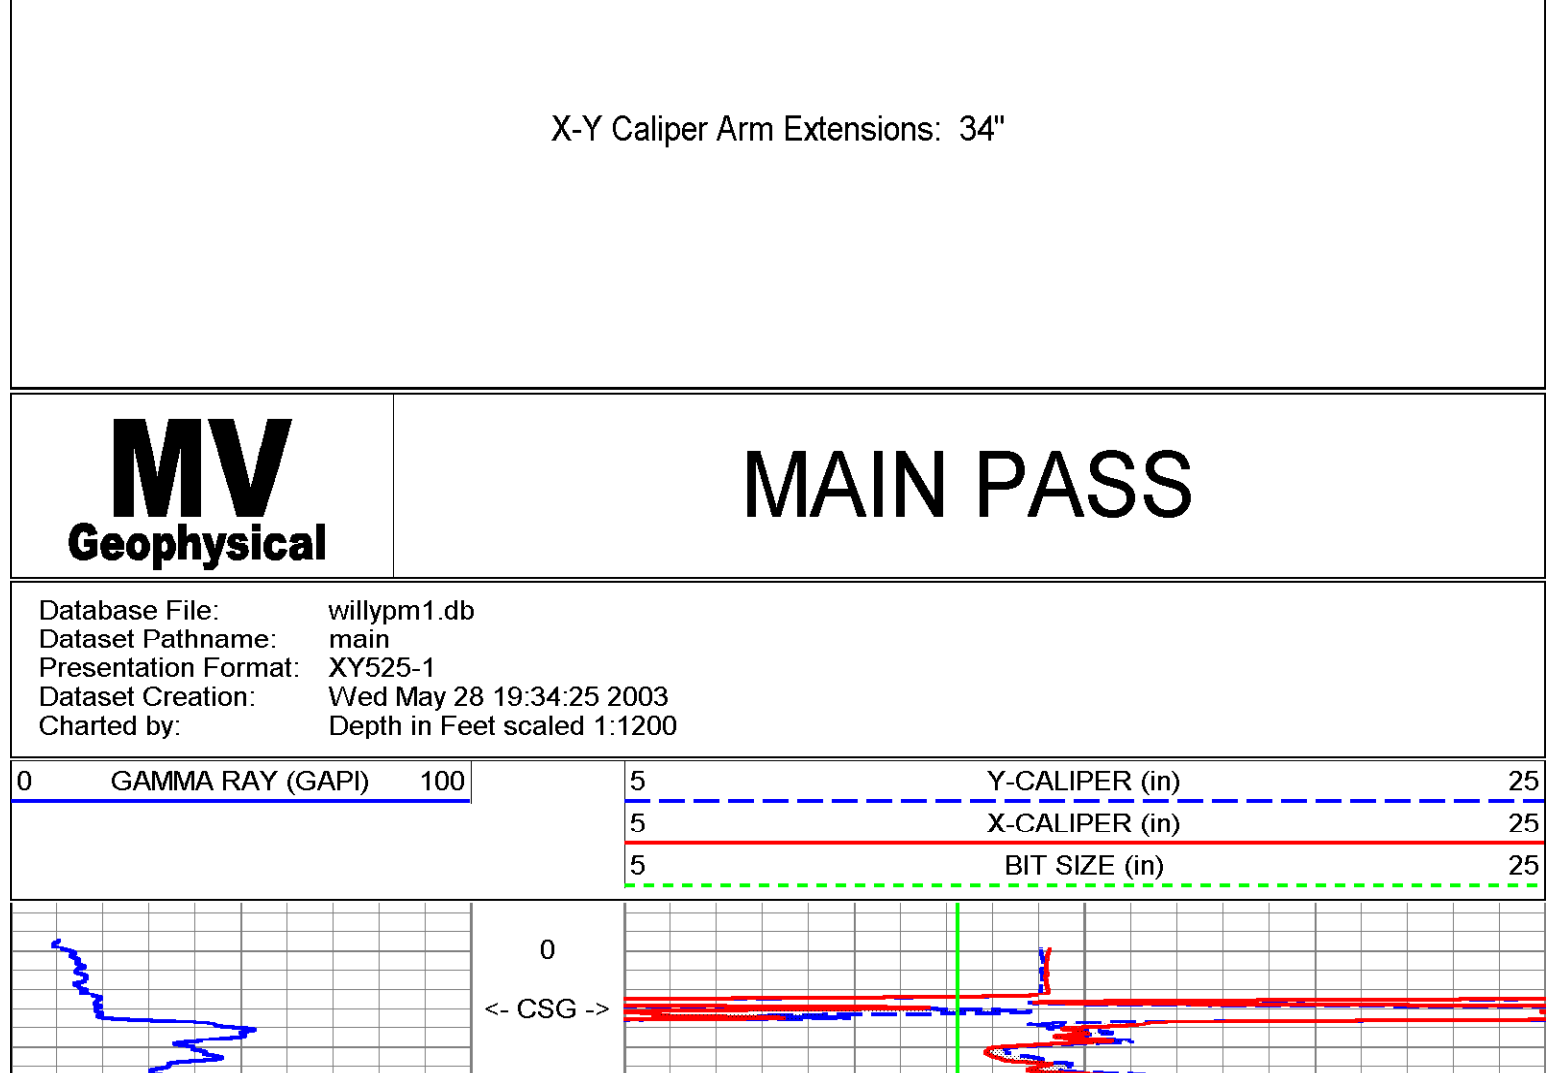 X-Y Caliper Arm Extensions: 34"
MV
Geophysical
MAIN PASS
Database File: willypm1.db
Dataset Pathname: main
Presentation Format: XY525-1
Dataset Creation: Wed May 28 19:34:25 2003
Charted by: Depth in Feet scaled 1:1200
0 GAMMA RAY (GAPI) 100
5 Y-CALIPER (in) 25
5 X-CALIPER (in) 25
5 BIT SIZE (in) 25
0
<- CSG ->